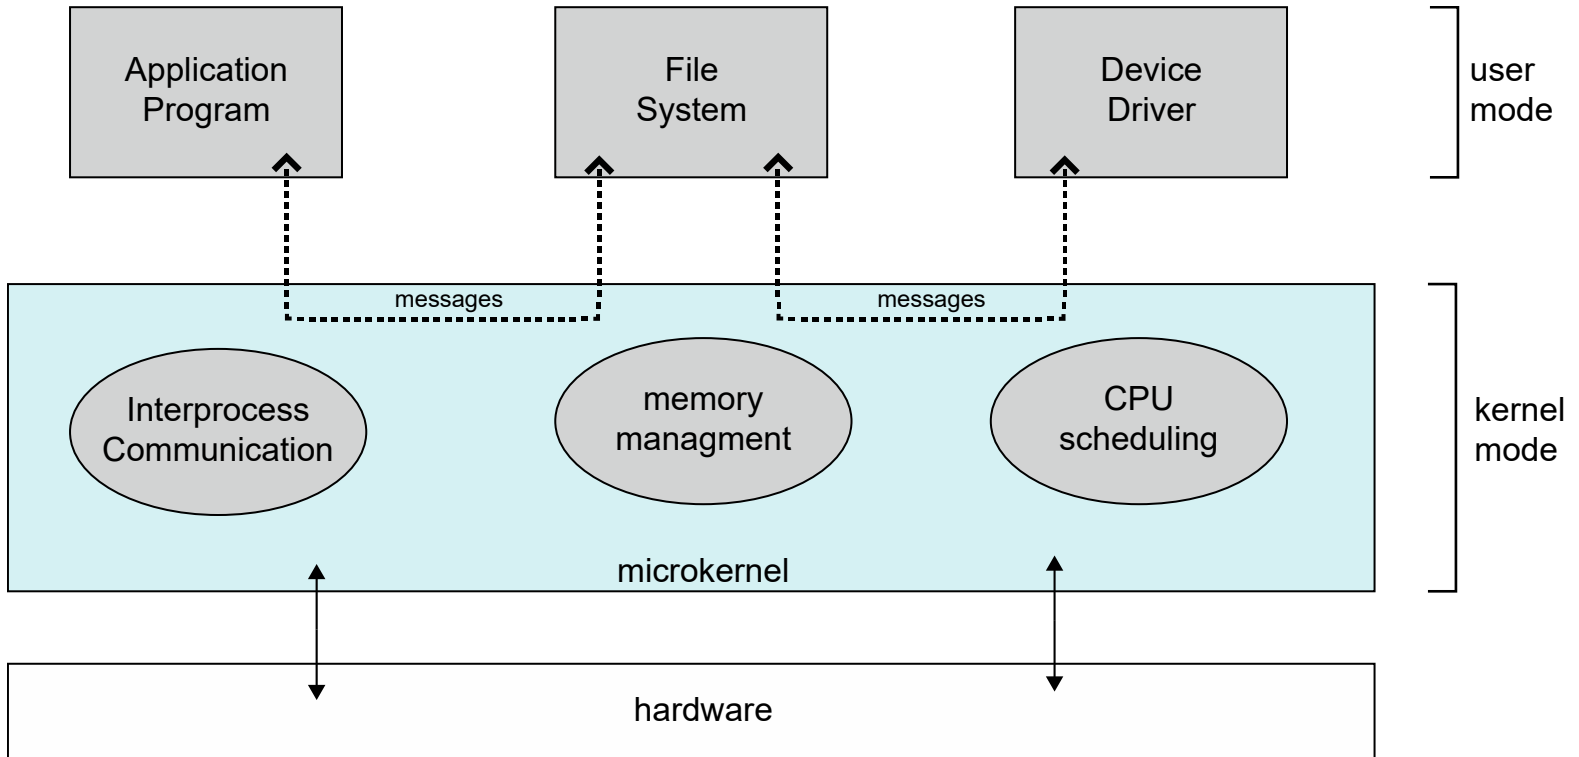 Application
Program
File
System
Device
Driver
user
mode
messages
messages
Interprocess
Communication
memory
managment
CPU
scheduling
kernel
mode
microkernel
hardware